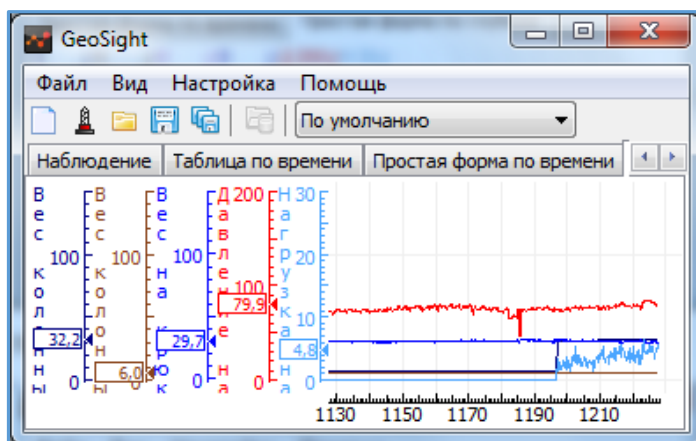 GeoSight
Файл Вид Настройка Помощь
По умолчанию
Наблюдение Таблица по времени Простая форма по времени
Вес колонны 100 32,2 0
Вес колонны 100 6,0
Вес на крюк 100 29,7 0
Давление на 200 100 79,9 0
Нагрузка на 30 20 10 4,8 0
1130 1150 1170 1190 1210